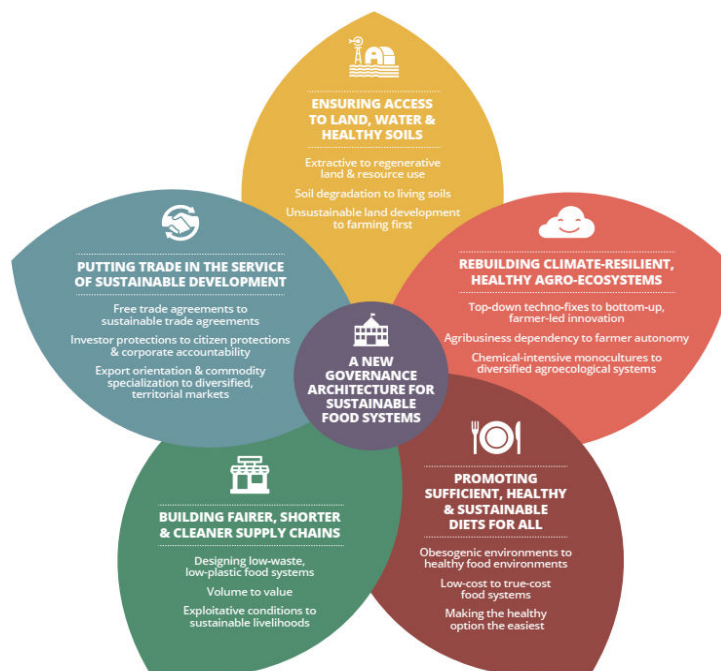 ENSURING ACCESS
TO LAND, WATER &
HEALTHY SOILS
Extractive to regenerative
land & resource use
Soil degradation to living soils
Unsustainable land development
to farming first
REBUILDING CLIMATE-RESILIENT,
HEALTHY AGRO-ECOSYSTEMS
Top-down techno-fixes to bottom-up,
farmer-led innovation
Agribusiness dependency to farmer autonomy
Chemical-intensive monocultures to
diversified agroecological systems
PROMOTING
SUFFICIENT, HEALTHY
& SUSTAINABLE
DIETS FOR ALL
Obesogenic environments to
healthy food environments
Low-cost to true-cost
food systems
Making the healthy
option the easiest
BUILDING FAIRER, SHORTER
& CLEANER SUPPLY CHAINS
Designing low-waste,
low-plastic food systems
Volume to value
Exploitative conditions to
sustainable livelihoods
PUTTING TRADE IN THE SERVICE
OF SUSTAINABLE DEVELOPMENT
Free trade agreements to
sustainable trade agreements
Investor protections to citizen protections
& corporate accountability
Export orientation & commodity
specialization to diversified,
territorial markets
A NEW
GOVERNANCE
ARCHITECTURE FOR
SUSTAINABLE
FOOD SYSTEMS